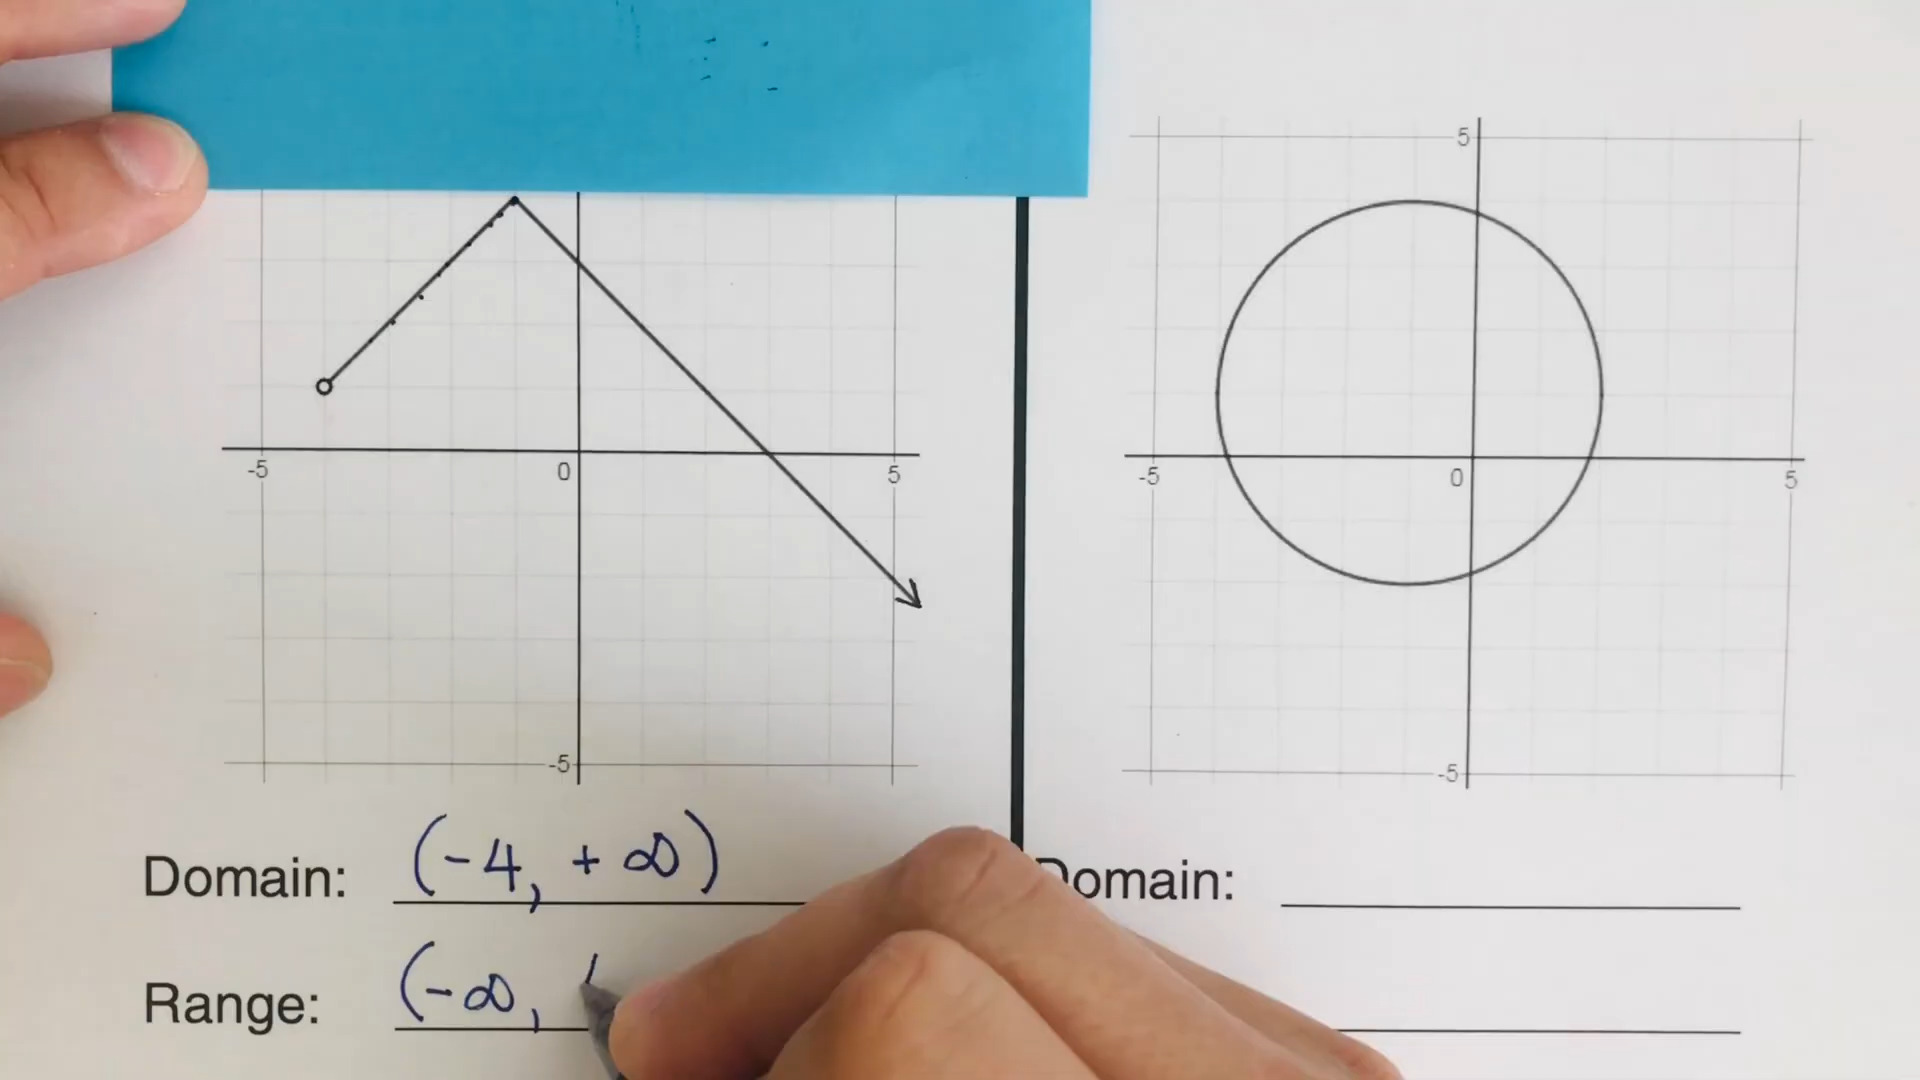 5
-5 0 5
-5 0 5
-5
-5
Domain: (-4, +∞)
Range: (-∞,
Domain: